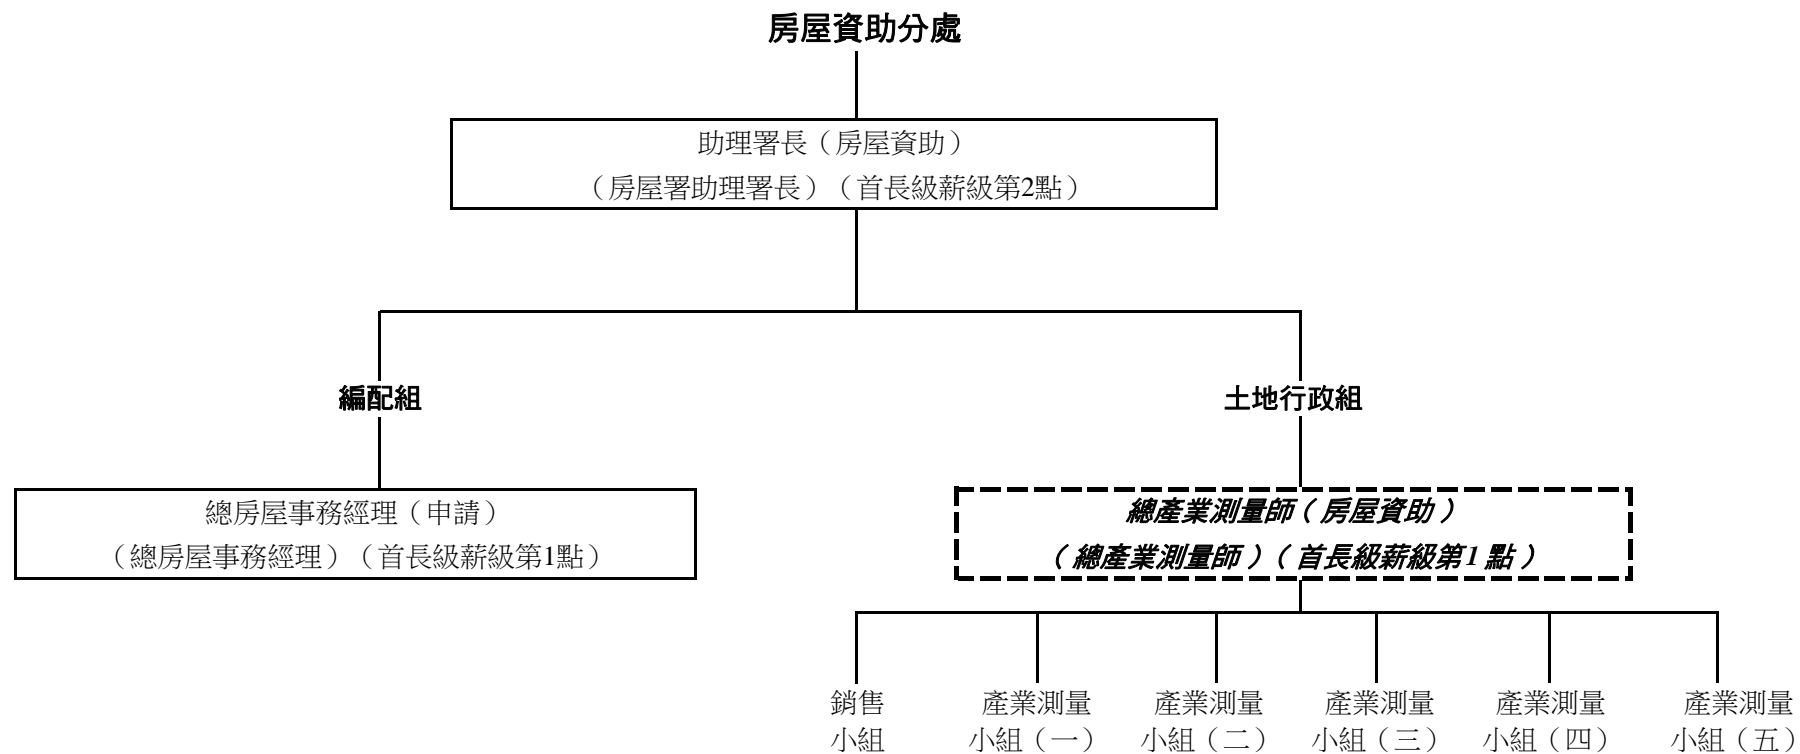 房屋資助分處
助理署長（房屋資助）
（房屋署助理署長）（首長級薪級第2點）
編配組
土地行政組
總房屋事務經理（申請）
（總房屋事務經理）（首長級薪級第1點）
總產業測量師（房屋資助）
（總產業測量師）（首長級薪級第1點）
銷售
小組
產業測量
小組（一）
產業測量
小組（二）
產業測量
小組（三）
產業測量
小組（四）
產業測量
小組（五）